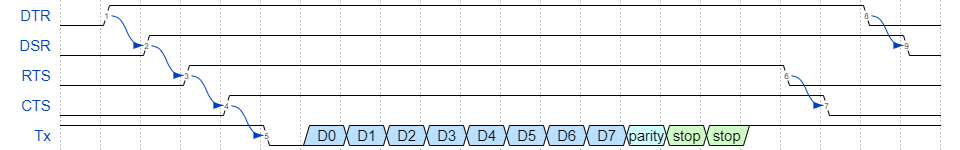 DTR 1 8
DSR 2 9
RTS 3 6
CTS 4 7
Tx 5 D0 D1 D2 D3 D4 D5 D6 D7 parity stop stop